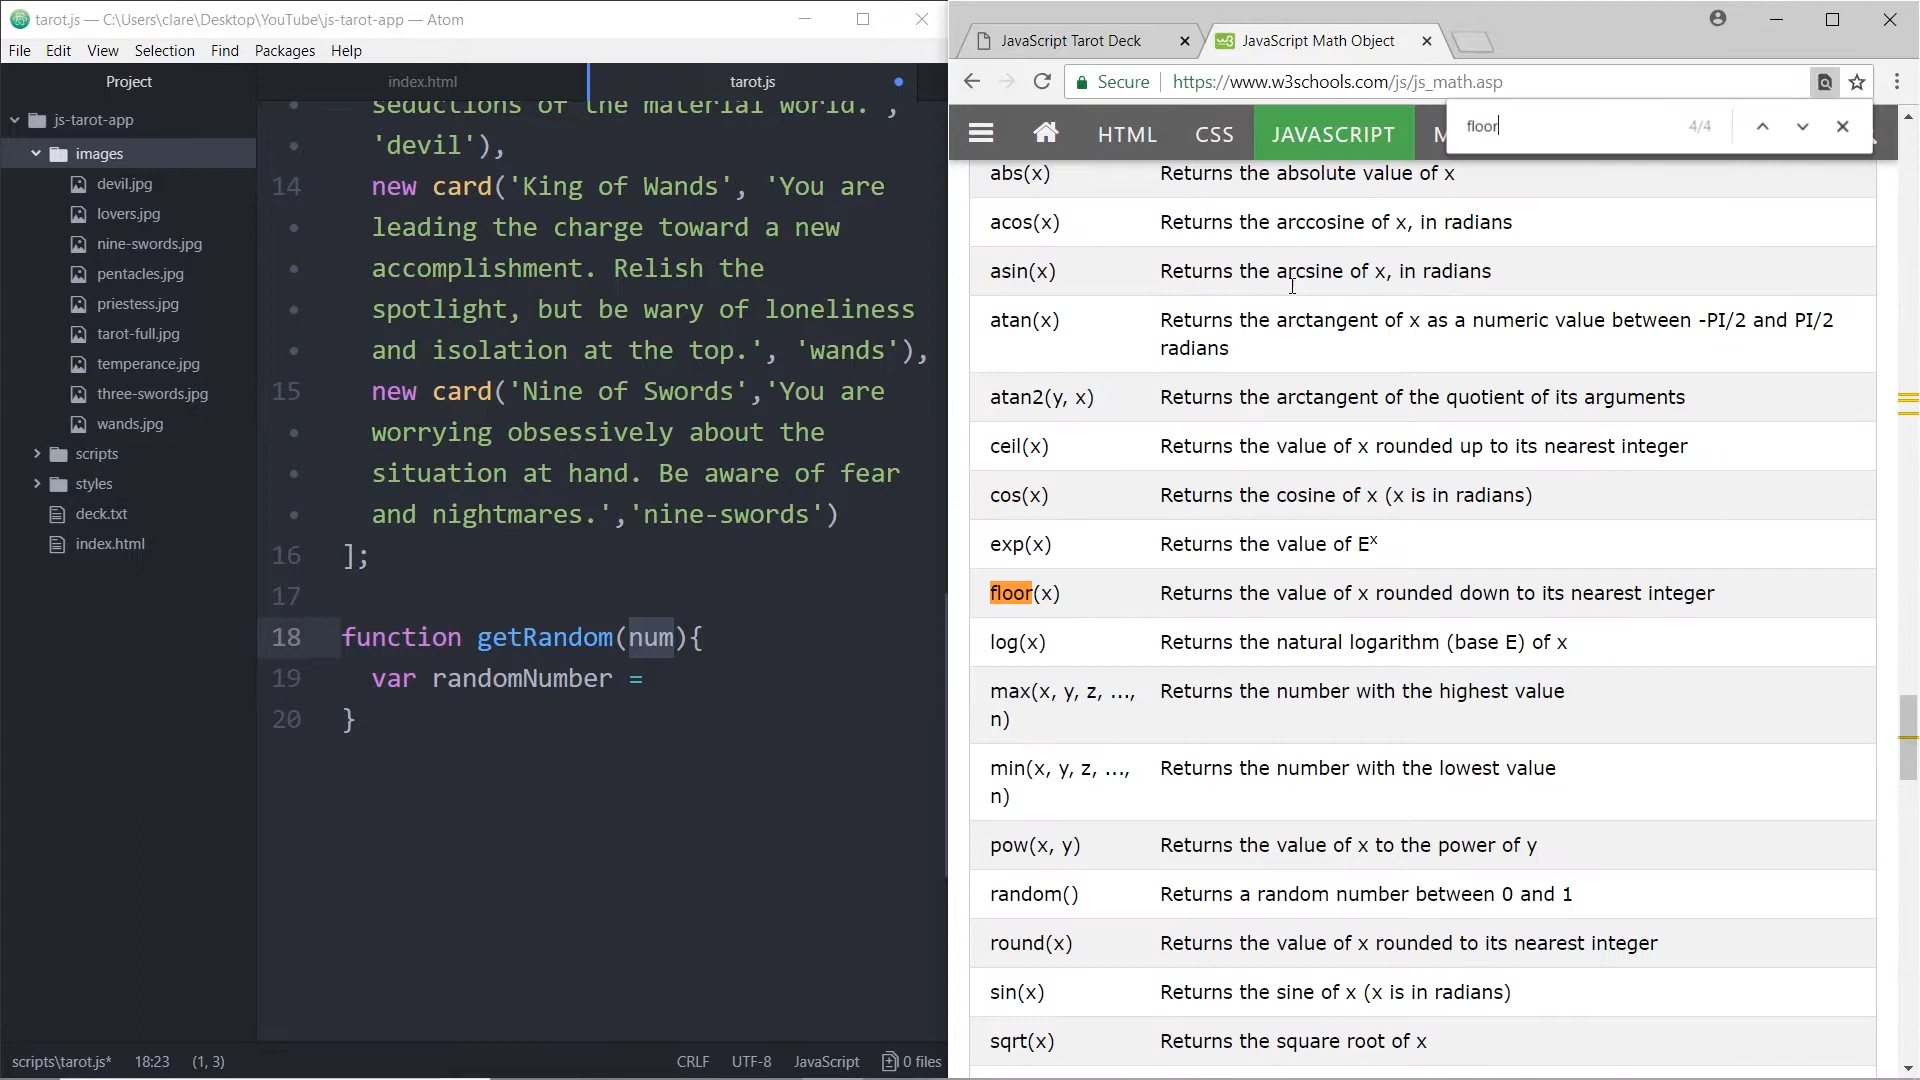 tarot.js — C:\Users\clare\Desktop\YouTube\js-tarot-app — Atom
File Edit View Selection Find Packages Help
Project
js-tarot-app
images
devil.jpg
lovers.jpg
nine-swords.jpg
pentacles.jpg
priestess.jpg
tarot-full.jpg
temperance.jpg
three-swords.jpg
wands.jpg
scripts
styles
deck.txt
index.html
index.html tarot.js
seductions of the material world.',
'devil'),
14 new card('King of Wands', 'You are
leading the charge toward a new
accomplishment. Relish the
spotlight, but be wary of loneliness
and isolation at the top.', 'wands'),
15 new card('Nine of Swords','You are
worrying obsessively about the
situation at hand. Be aware of fear
and nightmares.','nine-swords')
16 ];
17
18 function getRandom(num){
19 var randomNumber =
20 }
scripts\tarot.js* 18:23 (1, 3) CRLF UTF-8 JavaScript 0 files
JavaScript Tarot Deck JavaScript Math Object
Secure https://www.w3schools.com/js/js_math.asp
HTML CSS JAVASCRIPT M
floor 4/4
abs(x) Returns the absolute value of x
acos(x) Returns the arccosine of x, in radians
asin(x) Returns the arcsine of x, in radians
atan(x) Returns the arctangent of x as a numeric value between -PI/2 and PI/2
radians
atan2(y, x) Returns the arctangent of the quotient of its arguments
ceil(x) Returns the value of x rounded up to its nearest integer
cos(x) Returns the cosine of x (x is in radians)
exp(x) Returns the value of Eˣ
floor(x) Returns the value of x rounded down to its nearest integer
log(x) Returns the natural logarithm (base E) of x
max(x, y, z, ..., Returns the number with the highest value
n)
min(x, y, z, ..., Returns the number with the lowest value
n)
pow(x, y) Returns the value of x to the power of y
random() Returns a random number between 0 and 1
round(x) Returns the value of x rounded to its nearest integer
sin(x) Returns the sine of x (x is in radians)
sqrt(x) Returns the square root of x